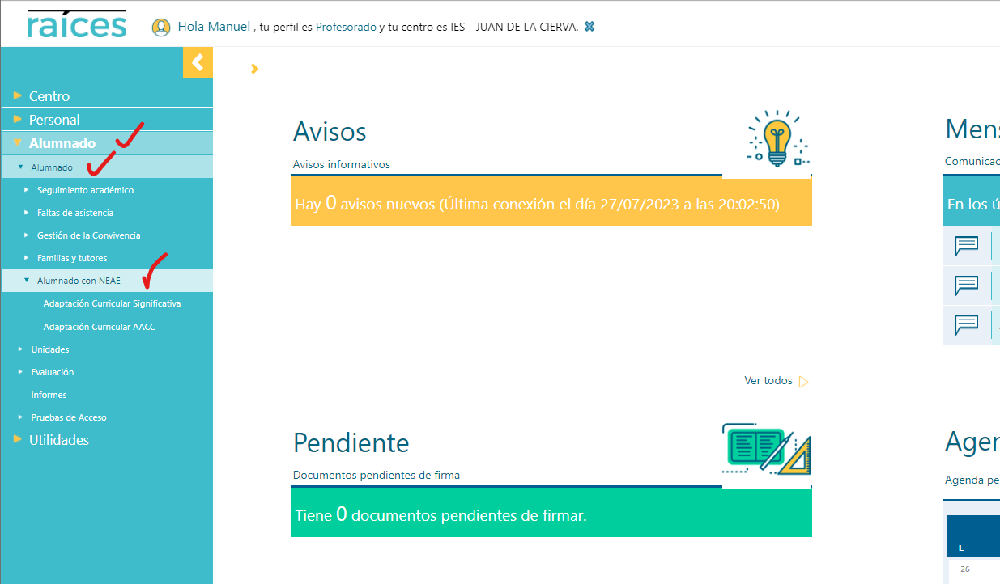 raíces
Hola Manuel , tu perfil es Profesorado y tu centro es IES - JUAN DE LA CIERVA.
Centro
Personal
Alumnado
Alumnado
Seguimiento académico
Faltas de asistencia
Gestión de la Convivencia
Familias y tutores
Alumnado con NEAE
Adaptación Curricular Significativa
Adaptación Curricular AACC
Unidades
Evaluación
Informes
Pruebas de Acceso
Utilidades
Avisos
Avisos informativos
Hay 0 avisos nuevos (Última conexión el día 27/07/2023 a las 20:02:50)
Ver todos
Pendiente
Documentos pendientes de firma
Tiene 0 documentos pendientes de firmar.
Mens
Comunicac
En los ú
Agen
Agenda pe
L
26